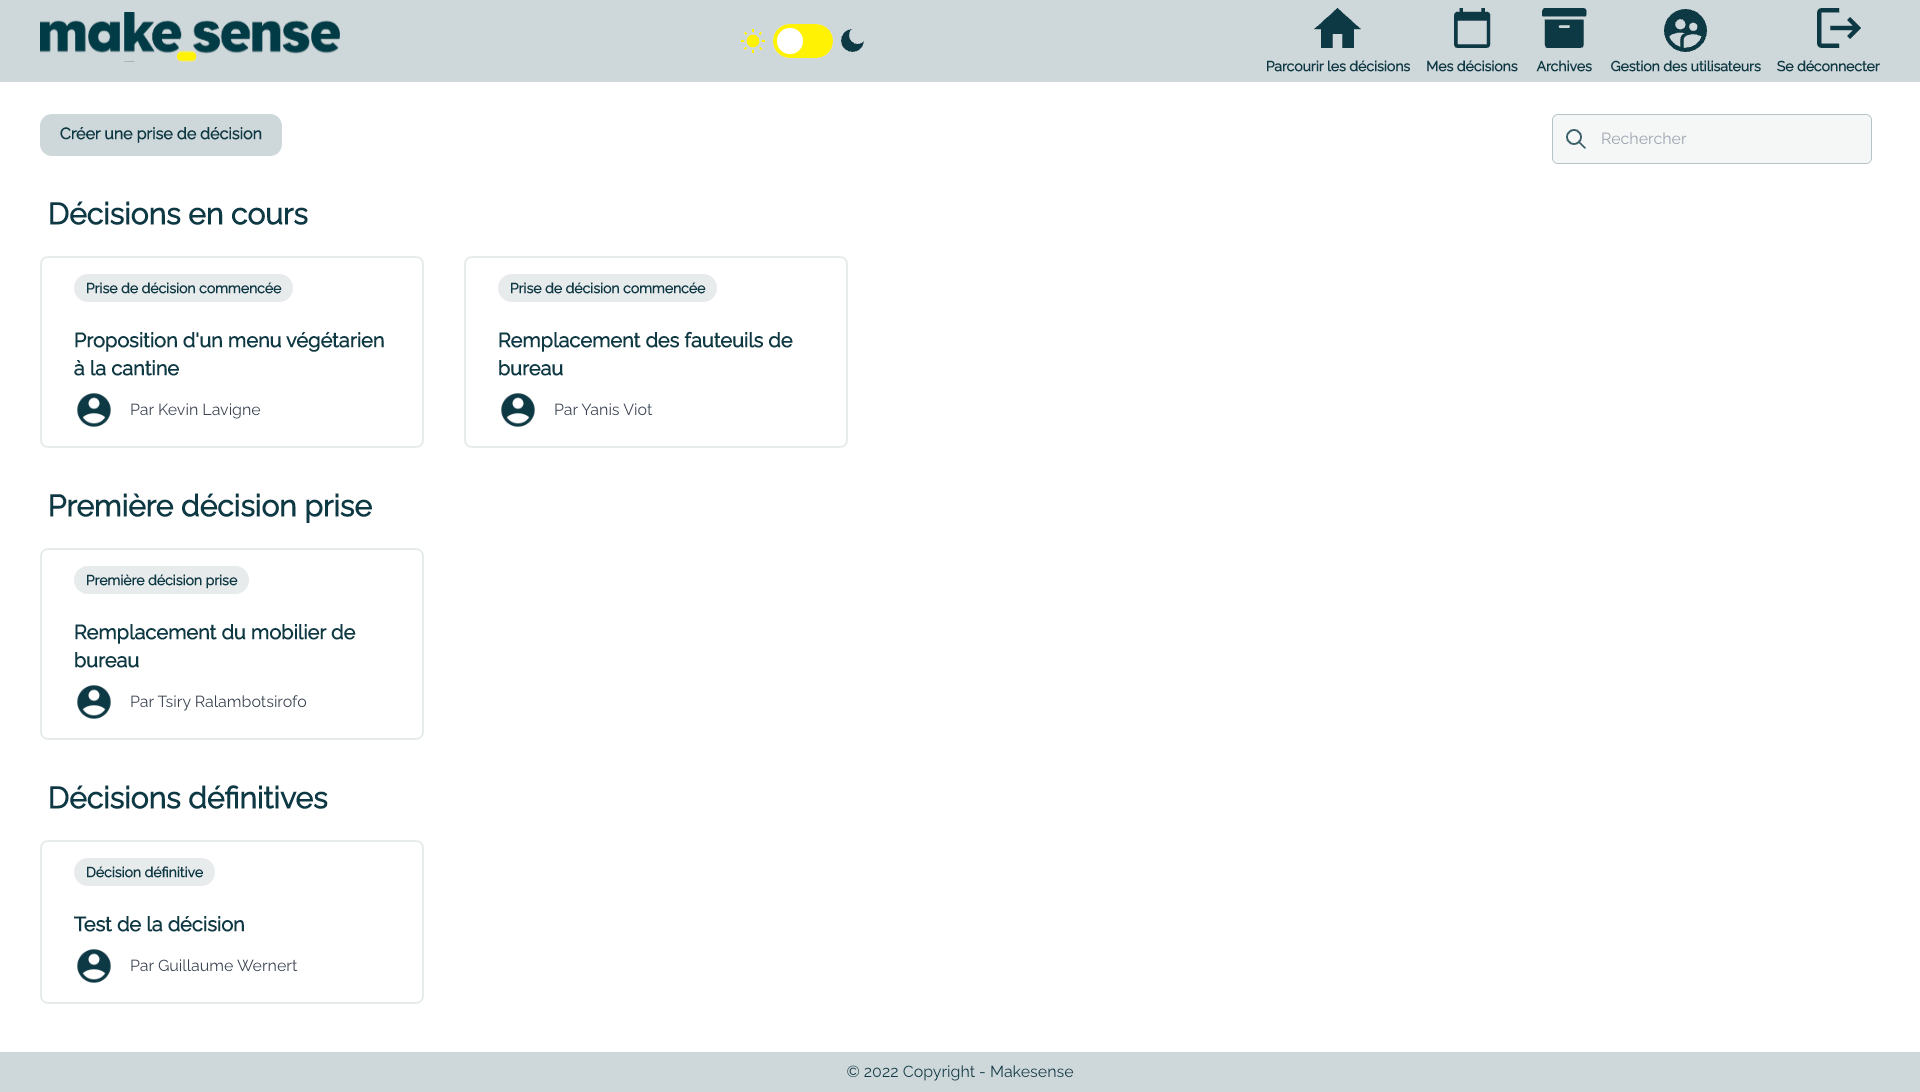 make_sense
Parcourir les décisions
Mes décisions
Archives
Gestion des utilisateurs
Se déconnecter
Créer une prise de décision
Rechercher
Décisions en cours
Prise de décision commencée
Proposition d'un menu végétarien
à la cantine
Par Kevin Lavigne
Prise de décision commencée
Remplacement des fauteuils de
bureau
Par Yanis Viot
Première décision prise
Première décision prise
Remplacement du mobilier de
bureau
Par Tsiry Ralambotsirofo
Décisions définitives
Décision définitive
Test de la décision
Par Guillaume Wernert
© 2022 Copyright - Makesense